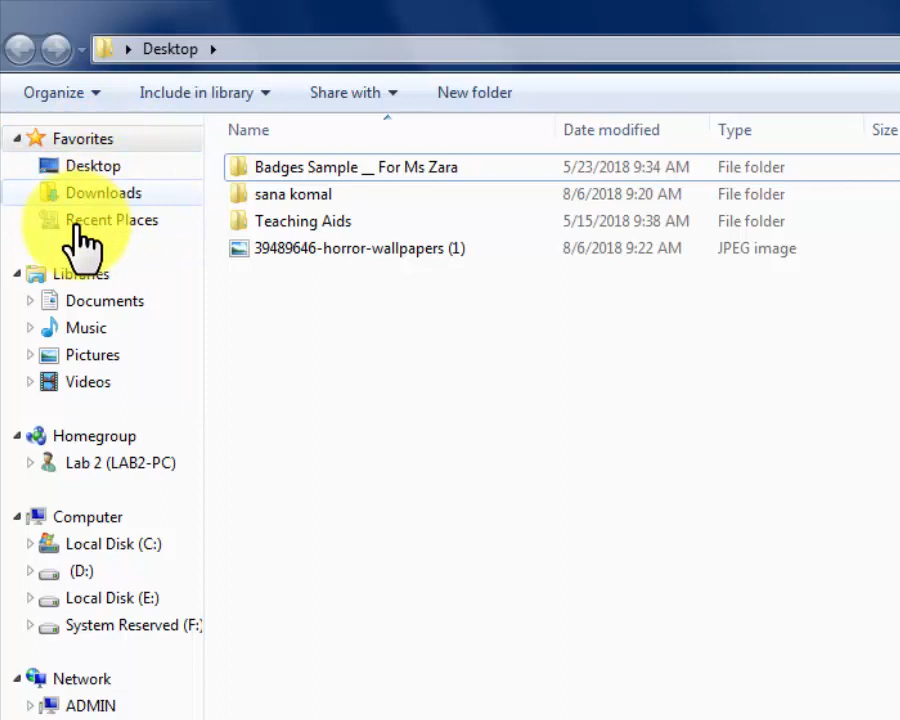 Desktop
Organize Include in library Share with New folder
Name Date modified Type Size
Favorites
Desktop
Downloads
Recent Places
Libraries
Documents
Music
Pictures
Videos
Homegroup
Lab 2 (LAB2-PC)
Computer
Local Disk (C:)
(D:)
Local Disk (E:)
System Reserved (F:)
Network
ADMIN
Badges Sample __ For Ms Zara 5/23/2018 9:34 AM File folder
sana komal 8/6/2018 9:20 AM File folder
Teaching Aids 5/15/2018 9:38 AM File folder
39489646-horror-wallpapers (1) 8/6/2018 9:22 AM JPEG image